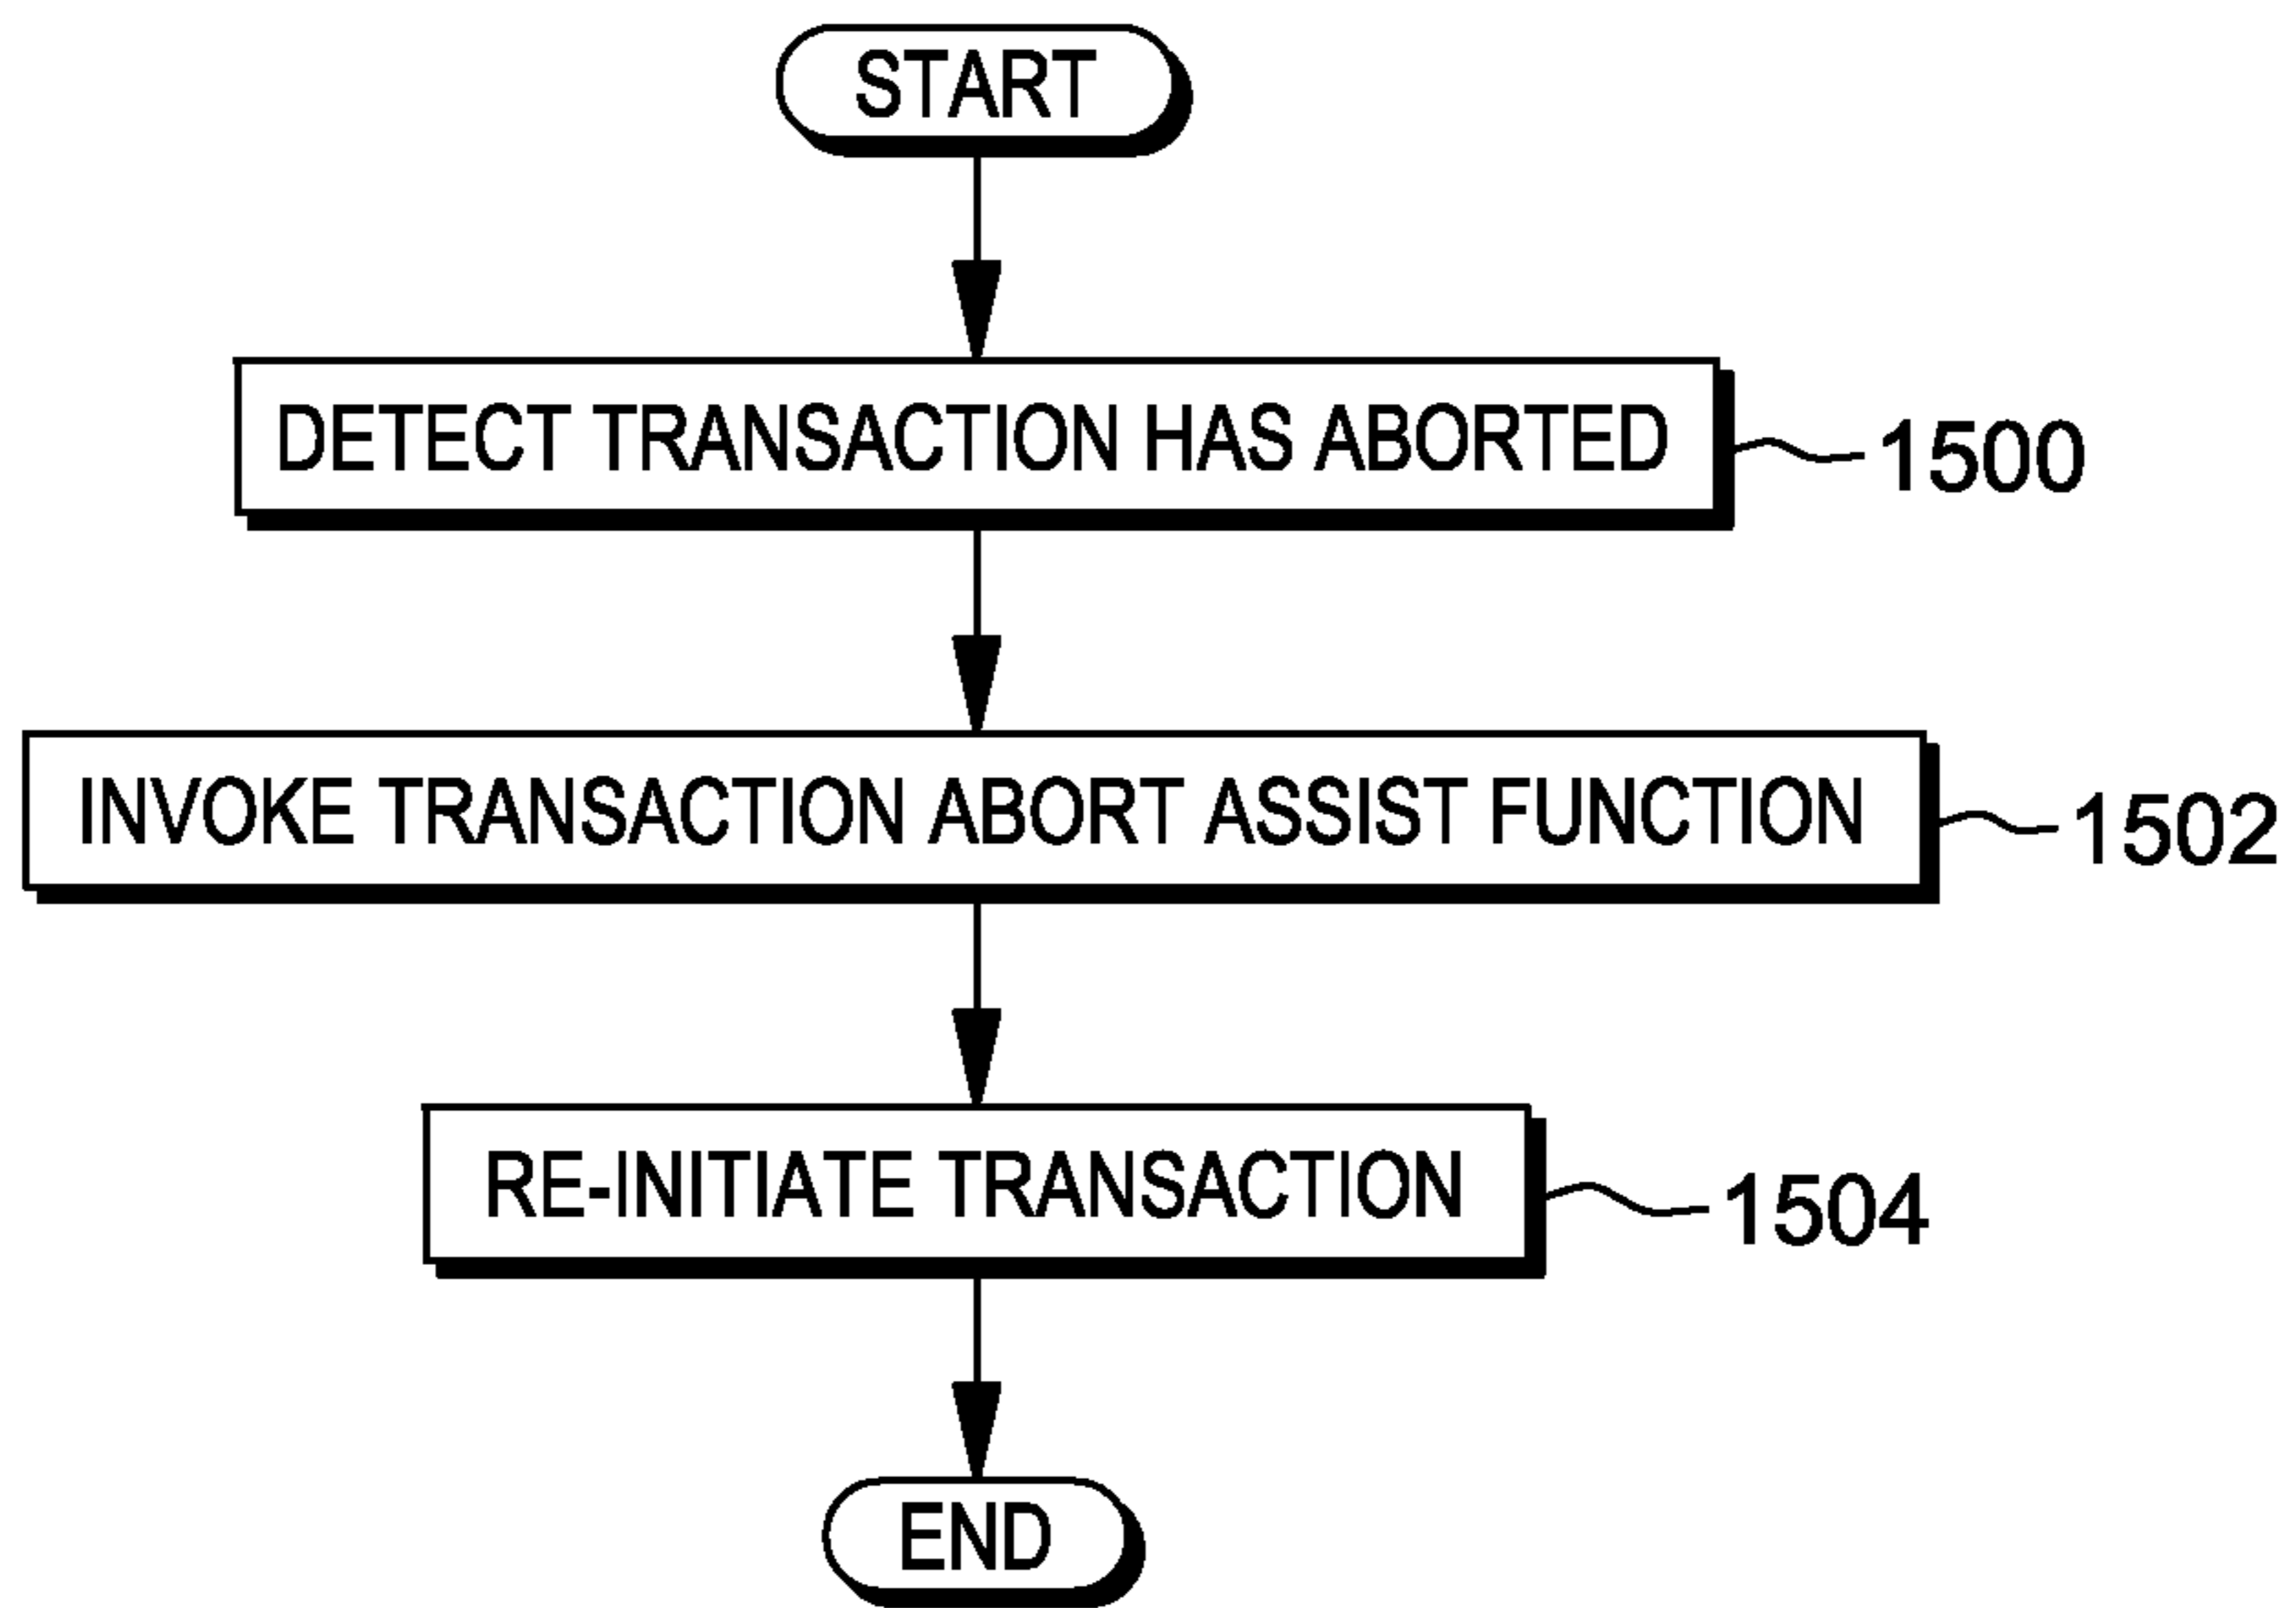 START
DETECT TRANSACTION HAS ABORTED
1500
INVOKE TRANSACTION ABORT ASSIST FUNCTION
1502
RE-INITIATE TRANSACTION
1504
END